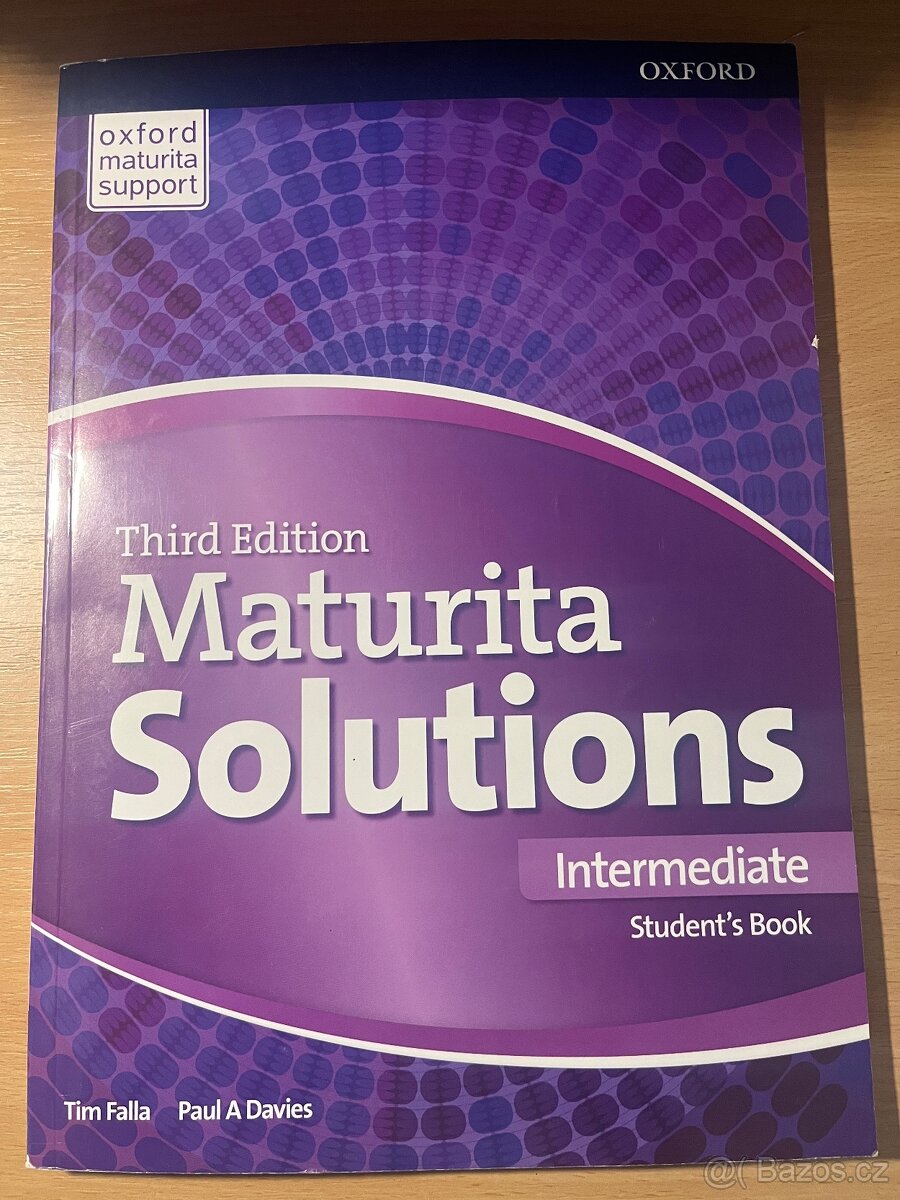 OXFORD
oxford
maturita
support
Third Edition
Maturita
Solutions
Intermediate
Student's Book
Tim Falla Paul A Davies
@( Bazos.cz